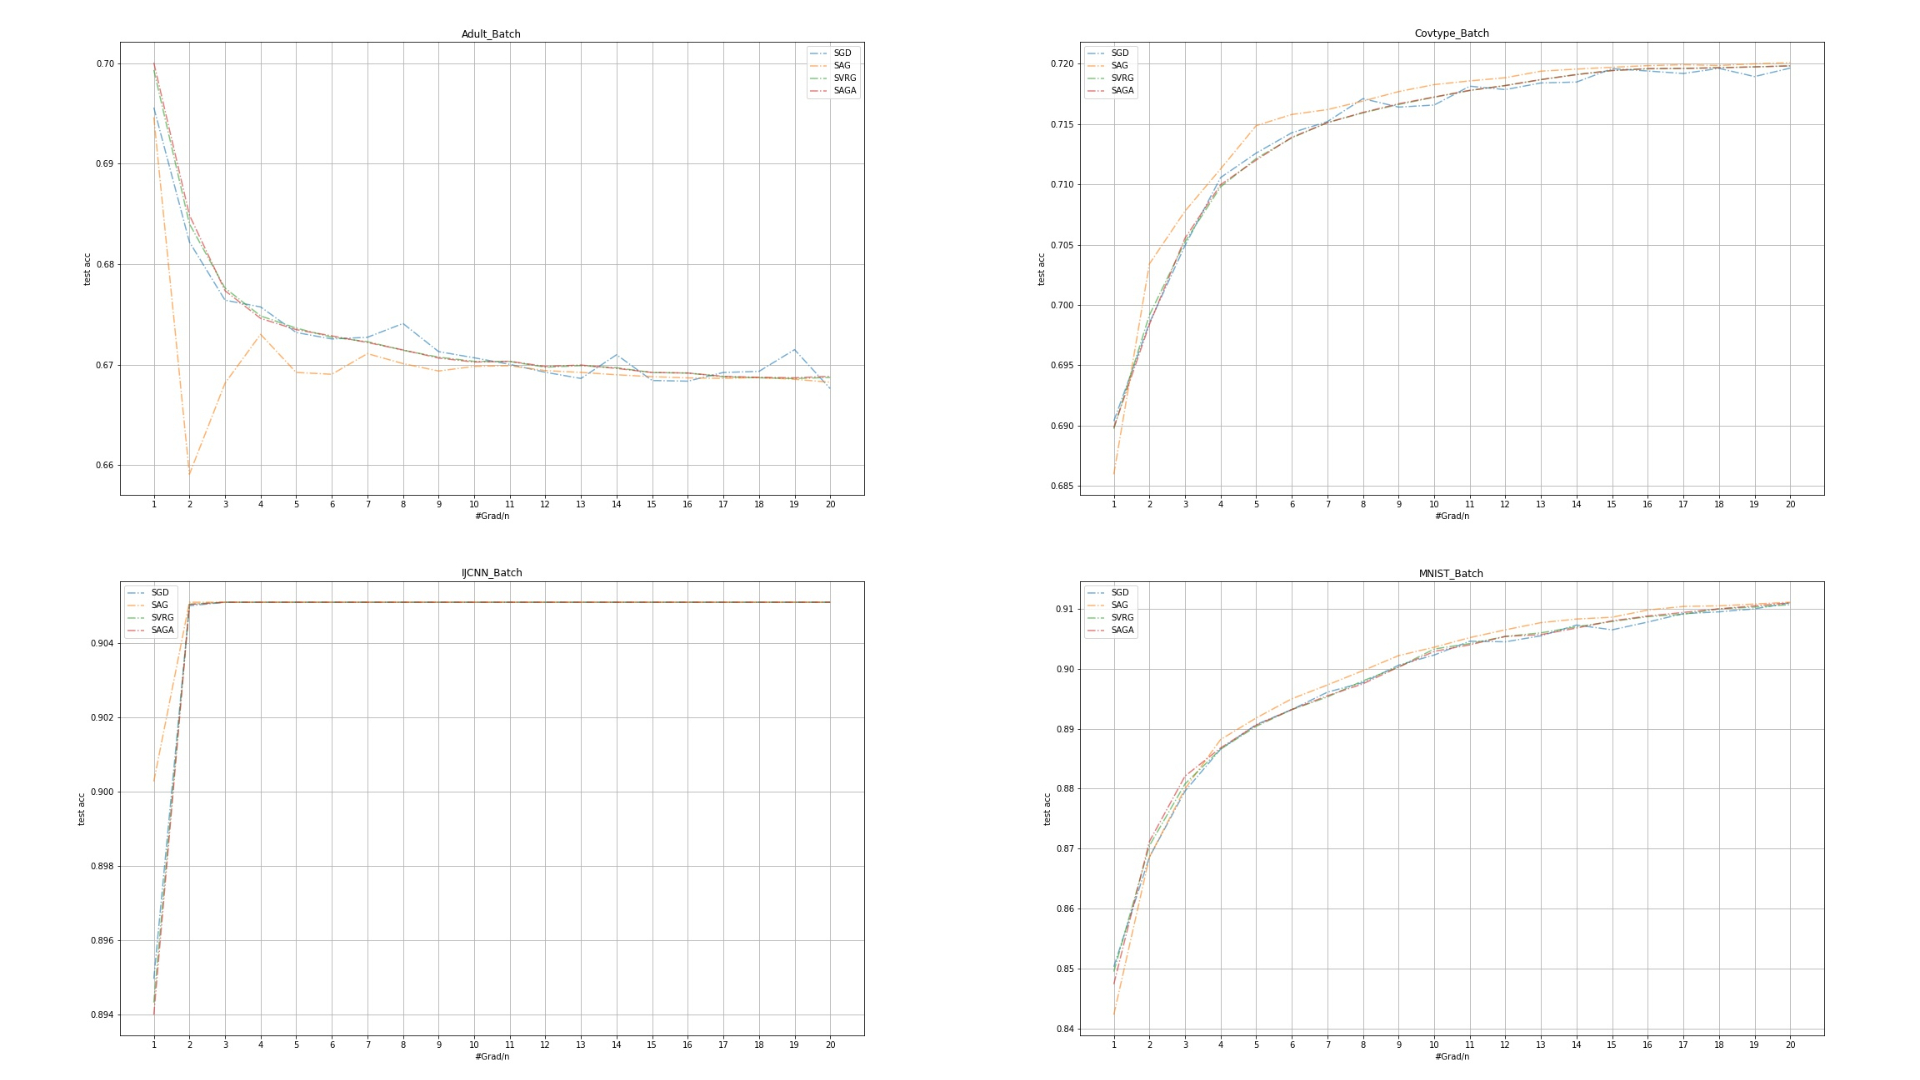 Adult_Batch
test acc
0.70
0.69
0.68
0.67
0.66
SGD
SAG
SVRG
SAGA
1 2 3 4 5 6 7 8 9 10 11 12 13 14 15 16 17 18 19 20
#Grad/n
Covtype_Batch
test acc
0.720
0.715
0.710
0.705
0.700
0.695
0.690
0.685
SGD
SAG
SVRG
SAGA
1 2 3 4 5 6 7 8 9 10 11 12 13 14 15 16 17 18 19 20
#Grad/n
IJCNN_Batch
test acc
0.904
0.902
0.900
0.898
0.896
0.894
SGD
SAG
SVRG
SAGA
1 2 3 4 5 6 7 8 9 10 11 12 13 14 15 16 17 18 19 20
#Grad/n
MNIST_Batch
test acc
0.91
0.90
0.89
0.88
0.87
0.86
0.85
0.84
SGD
SAG
SVRG
SAGA
1 2 3 4 5 6 7 8 9 10 11 12 13 14 15 16 17 18 19 20
#Grad/n